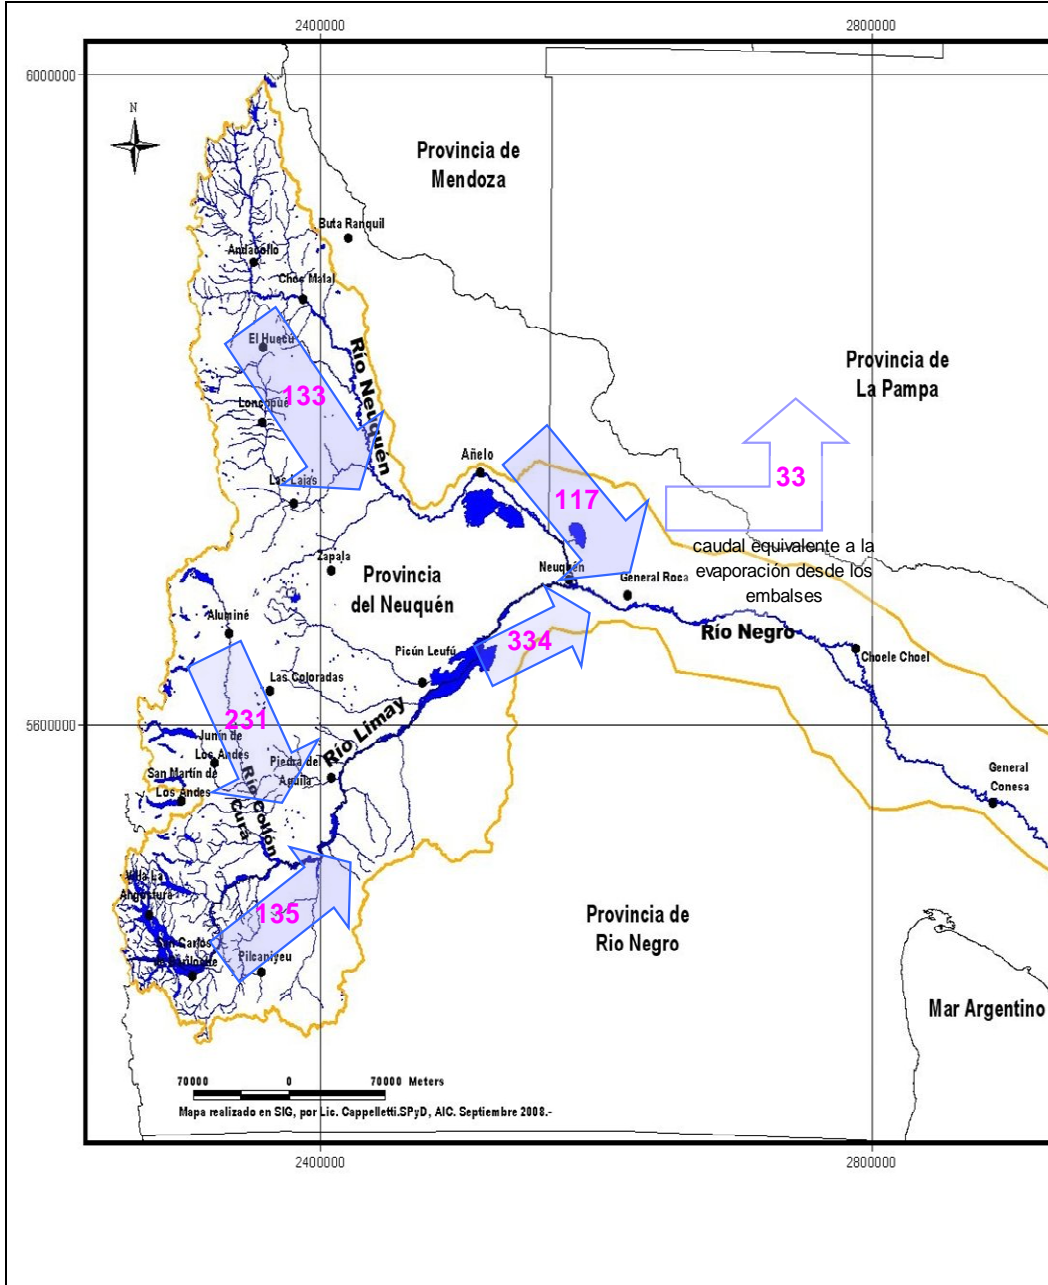 2400000
2800000
6000000
N
Provincia de
Mendoza
Buta Ranquil
Andacollo
Chos Malal
El Huecú
Río Neuquén
Provincia de
La Pampa
133
Loncopué
Añelo
Las Lajas
117
33
caudal equivalente a la
evaporación desde los
embalses
Zapala
Provincia
del Neuquén
Neuquén
General Roca
Aluminé
Río Negro
334
Picún Leufú
Choele Choel
Las Coloradas
231
5600000
Río Limay
Junín de
Los Andes
Piedra del
Aguila
San Martín de
Los Andes
General
Conesa
Río Collón
Curá
Villa La
Angostura
135
Provincia de
Rio Negro
San Carlos
de Bariloche
Pilcaniyeu
Mar Argentino
70000 0 70000 Meters
Mapa realizado en SIG, por Lic. Cappelletti.SPyD, AIC. Septiembre 2008.-
2400000
2800000